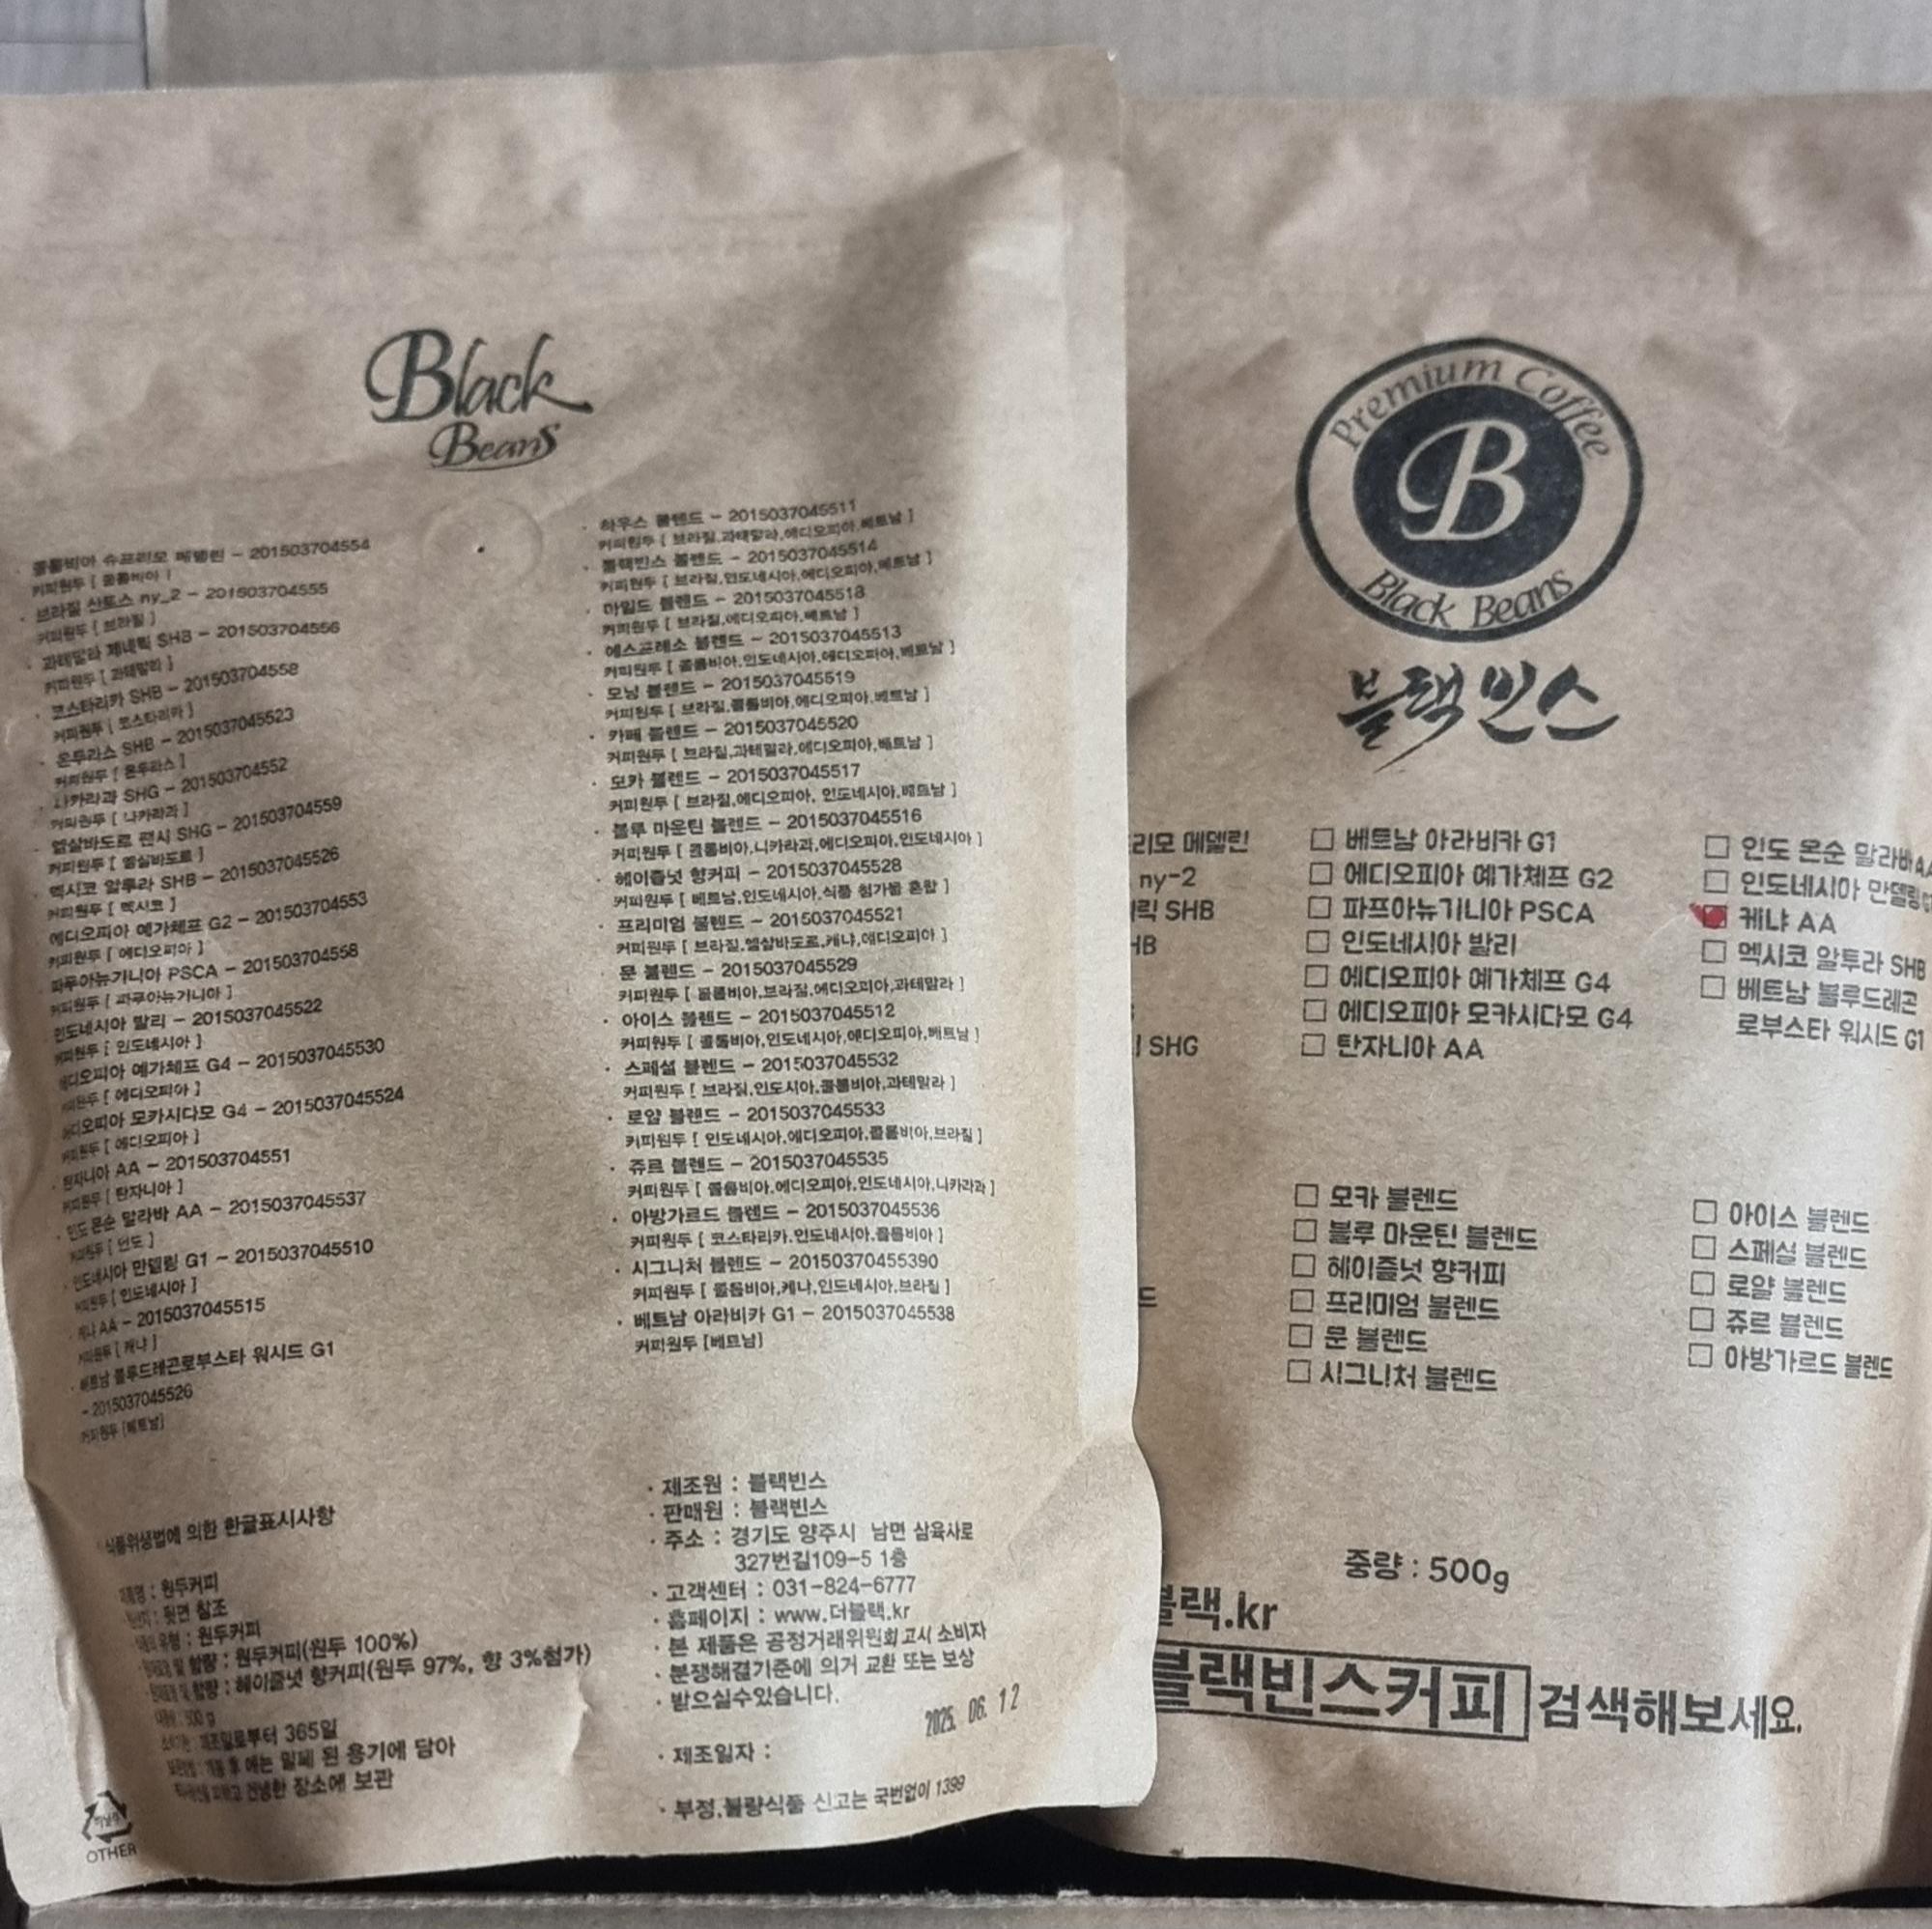 Black
Beans
콜롬비아 슈프리모 메델린 - 201503704554
커피원두 [ 콜롬비아 ]
브라질 산토스 ny_2 - 201503704555
커피원두 [ 브라질 ]
과테말라 제네릭 SHB - 201503704556
커피원두 [ 과테말라 ]
코스타리카 SHB - 201503704558
커피원두 [ 코스타리카 ]
온두라스 SHB - 2015037045523
커피원두 [ 온두라스 ]
나카라과 SHG - 201503704552
커피원두 [ 나카라과 ]
엘살바도르 팬시 SHG - 201503704559
커피원두 [ 엘살바도르 ]
멕시코 알투라 SHB - 2015037045526
커피원두 [ 멕시코 ]
에디오피아 예가체프 G2 - 201503704553
커피원두 [ 에디오피아 ]
파푸아뉴기니아 PSCA - 201503704558
커피원두 [ 파푸아뉴거니아 ]
인도네시아 발리 - 2015037045522
커피원두 [ 인도네시아 ]
에디오피아 예가체프 G4 - 2015037045530
커피원두 [ 에디오피아 ]
에디오피아 모카시다모 G4 - 2015037045524
커피원두 [ 에디오피아 ]
탄자니아 AA - 201503704551
커피원두 [ 탄자니아 ]
인도 몬순 말라바 AA - 2015037045537
커피원두 [ 인도 ]
인도네시아 만델링 G1 - 2015037045510
커피원두 [ 인도네시아 ]
케냐 AA - 2015037045515
커피원두 [ 캐냐 ]
베트남 블루드레곤로부스타 워시드 G1
- 2015037045526
커피원두 [베트남]
하우스 블렌드 - 2015037045511
커피원두 [ 브라질,과테말라,에디오피아,베트남 ]
블랙빈스 블렌드 - 2015037045514
커피원두 [ 브라질,인도네시아,에디오피아,베트남 ]
마일드 블렌드 - 2015037045518
커피원두 [ 브라질,에디오피아,베트남 ]
에스프레소 블렌드 - 2015037045513
커피원두 [ 콜롬비아,인도네시아,에디오피아,베트남 ]
모닝 블렌드 - 2015037045519
커피원두 [ 브라질,콜롬비아,에디오피아,베트남 ]
카페 블렌드 - 2015037045520
커피원두 [ 브라질,과테말라,에디오피아,베트남 ]
모카 블렌드 - 2015037045517
커피원두 [ 브라질,에디오피아, 인도네시아,베트남 ]
블루 마운틴 블렌드 - 2015037045516
커피원두 [ 콜롬비아,니카라과,에디오피아,인도네시아 ]
헤이즐넛 향커피 - 2015037045528
커피원두 [ 베트남,인도네시아,식품 첨가물 혼합 ]
프리미엄 블렌드 - 2015037045521
커피원두 [ 브라질,엘살바도르,캐냐,에디오피아 ]
문 블렌드 - 2015037045529
커피원두 [ 콜롬비아,브라질,에디오피아,과테말라 ]
아이스 블렌드 - 2015037045512
커피원두 [ 콜롬비아,인도네시아,에디오피아,베트남 ]
스페셜 블렌드 - 2015037045532
커피원두 [ 브라질,인도시아,콜롬비아,과테말라 ]
로얄 블렌드 - 2015037045533
커피원두 [ 인도네시아,에디오피아,콜롬비아,브라질 ]
쥬르 블렌드 - 2015037045535
커피원두 [ 콜롬비아,에디오피아,인도네시아,니카라과 ]
아방가르드 블렌드 - 2015037045536
커피원두 [ 코스타리카,인도네시아,콜롬비아 ]
시그니처 블렌드 - 20150370455390
커피원두 [ 콜롬비아,케냐,인도네시아,브라질 ]
베트남 아라비카 G1 - 2015037045538
커피원두 [베트남]
식품위생법에 의한 한글표시사항
제품명 : 원두커피
원산지 : 뒷면 참조
식품의 유형 : 원두커피
원재료 및 함량 : 원두커피(원두 100%)
원재료 및 함량 : 헤이즐넛 향커피(원두 97%, 향 3%첨가)
내용량 : 500 g
제조일로부터 365일
개봉 후 에는 밀폐 된 용기에 담아
건냉한 장소에 보관
OTHER
· 제조원 : 블랙빈스
· 판매원 : 블랙빈스
· 주소 : 경기도 양주시 남면 삼육사로
327번길109-5 1층
· 고객센터 : 031-824-6777
· 홈페이지 : www.더블랙.kr
· 본 제품은 공정거래위원회고시 소비자
· 분쟁해결기준에 의거 교환 또는 보상
· 받으실수있습니다.
2025. 06. 12
· 제조일자 :
· 부정,불량식품 신고는 국번없이 1399
Premium Coffee
B
Black Beans
블랙빈스
리모 메델린
ny-2
릭 SHB
HB
SHG
□ 베트남 아라비카 G1
□ 에디오피아 예가체프 G2
□ 파프아뉴기니아 PSCA
□ 인도네시아 발리
□ 에디오피아 예가체프 G4
□ 에디오피아 모카시다모 G4
□ 탄자니아 AA
□ 인도 몬순 말라바AA
□ 인도네시아 만델링
□ 케냐 AA
□ 멕시코 알투라 SHB
□ 베트남 블루드레곤
로부스타 워시드 G1
드
□ 모카 블렌드
□ 블루 마운틴 블렌드
□ 헤이즐넛 향커피
□ 프리미엄 블렌드
□ 문 블렌드
□ 시그니처 블렌드
□ 아이스 블렌드
□ 스페셜 블렌드
□ 로얄 블렌드
□ 쥬르 블렌드
□ 아방가르드 블렌드
중량 : 500g
블랙.kr
블랙빈스커피 검색해보세요.